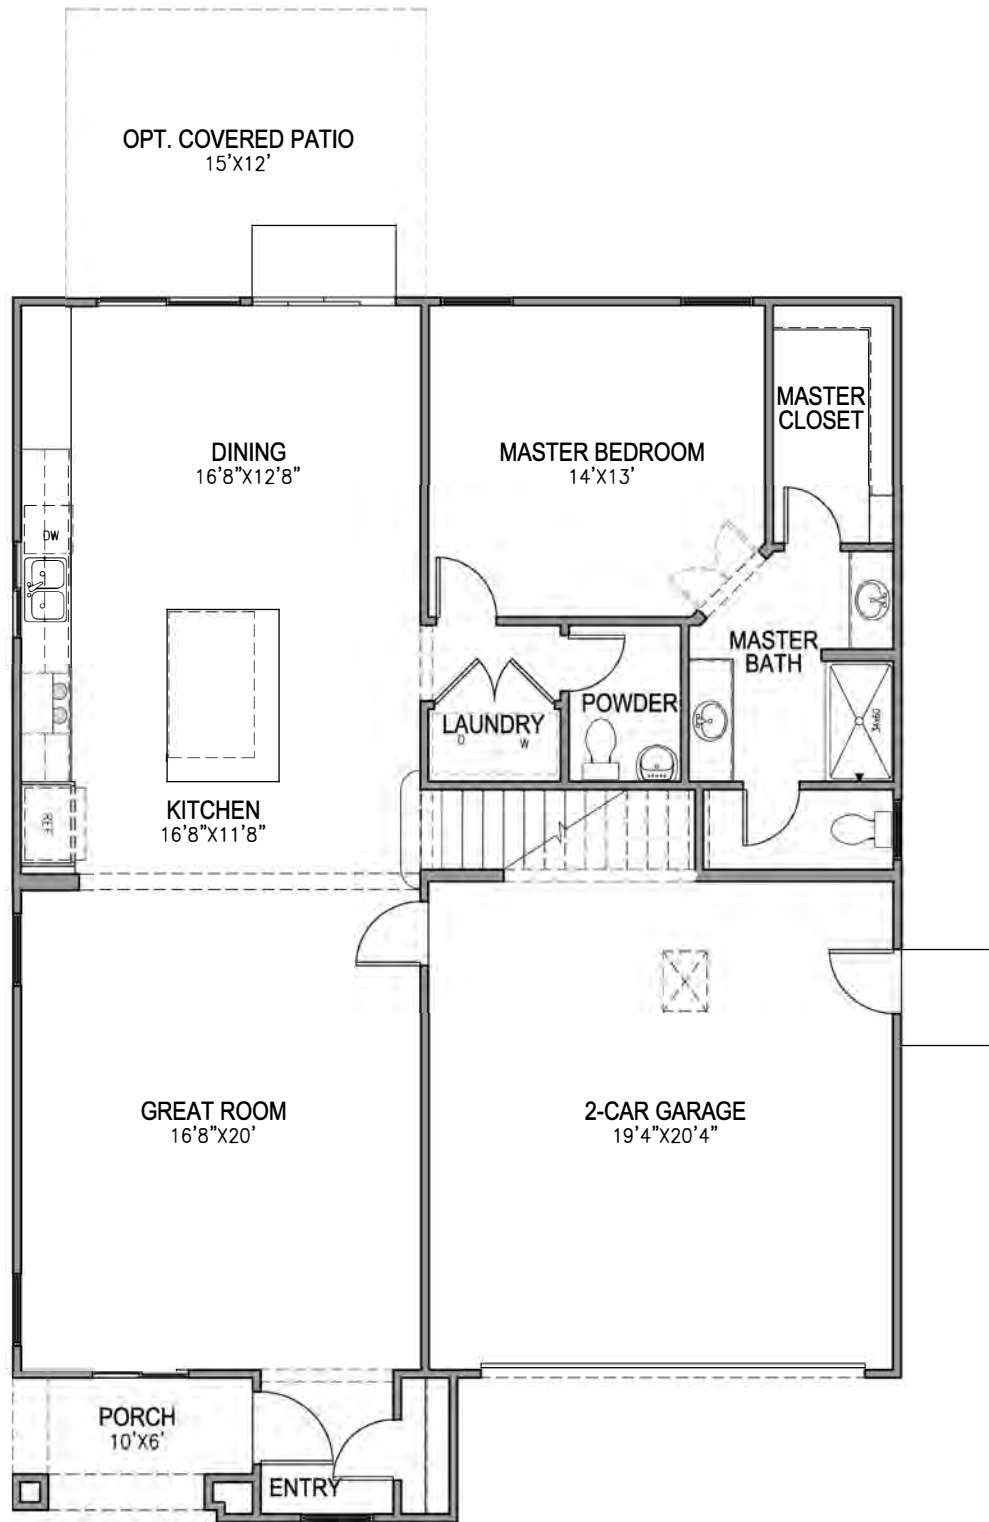 OPT. COVERED PATIO
15'X12'
DINING
16'8"X12'8"
MASTER BEDROOM
14'X13'
MASTER
CLOSET
DW
MASTER
BATH
POWDER
LAUNDRY
D
W
34x60
KITCHEN
16'8"X11'8"
REF
GREAT ROOM
16'8"X20'
2-CAR GARAGE
19'4"X20'4"
PORCH
10'X6'
ENTRY